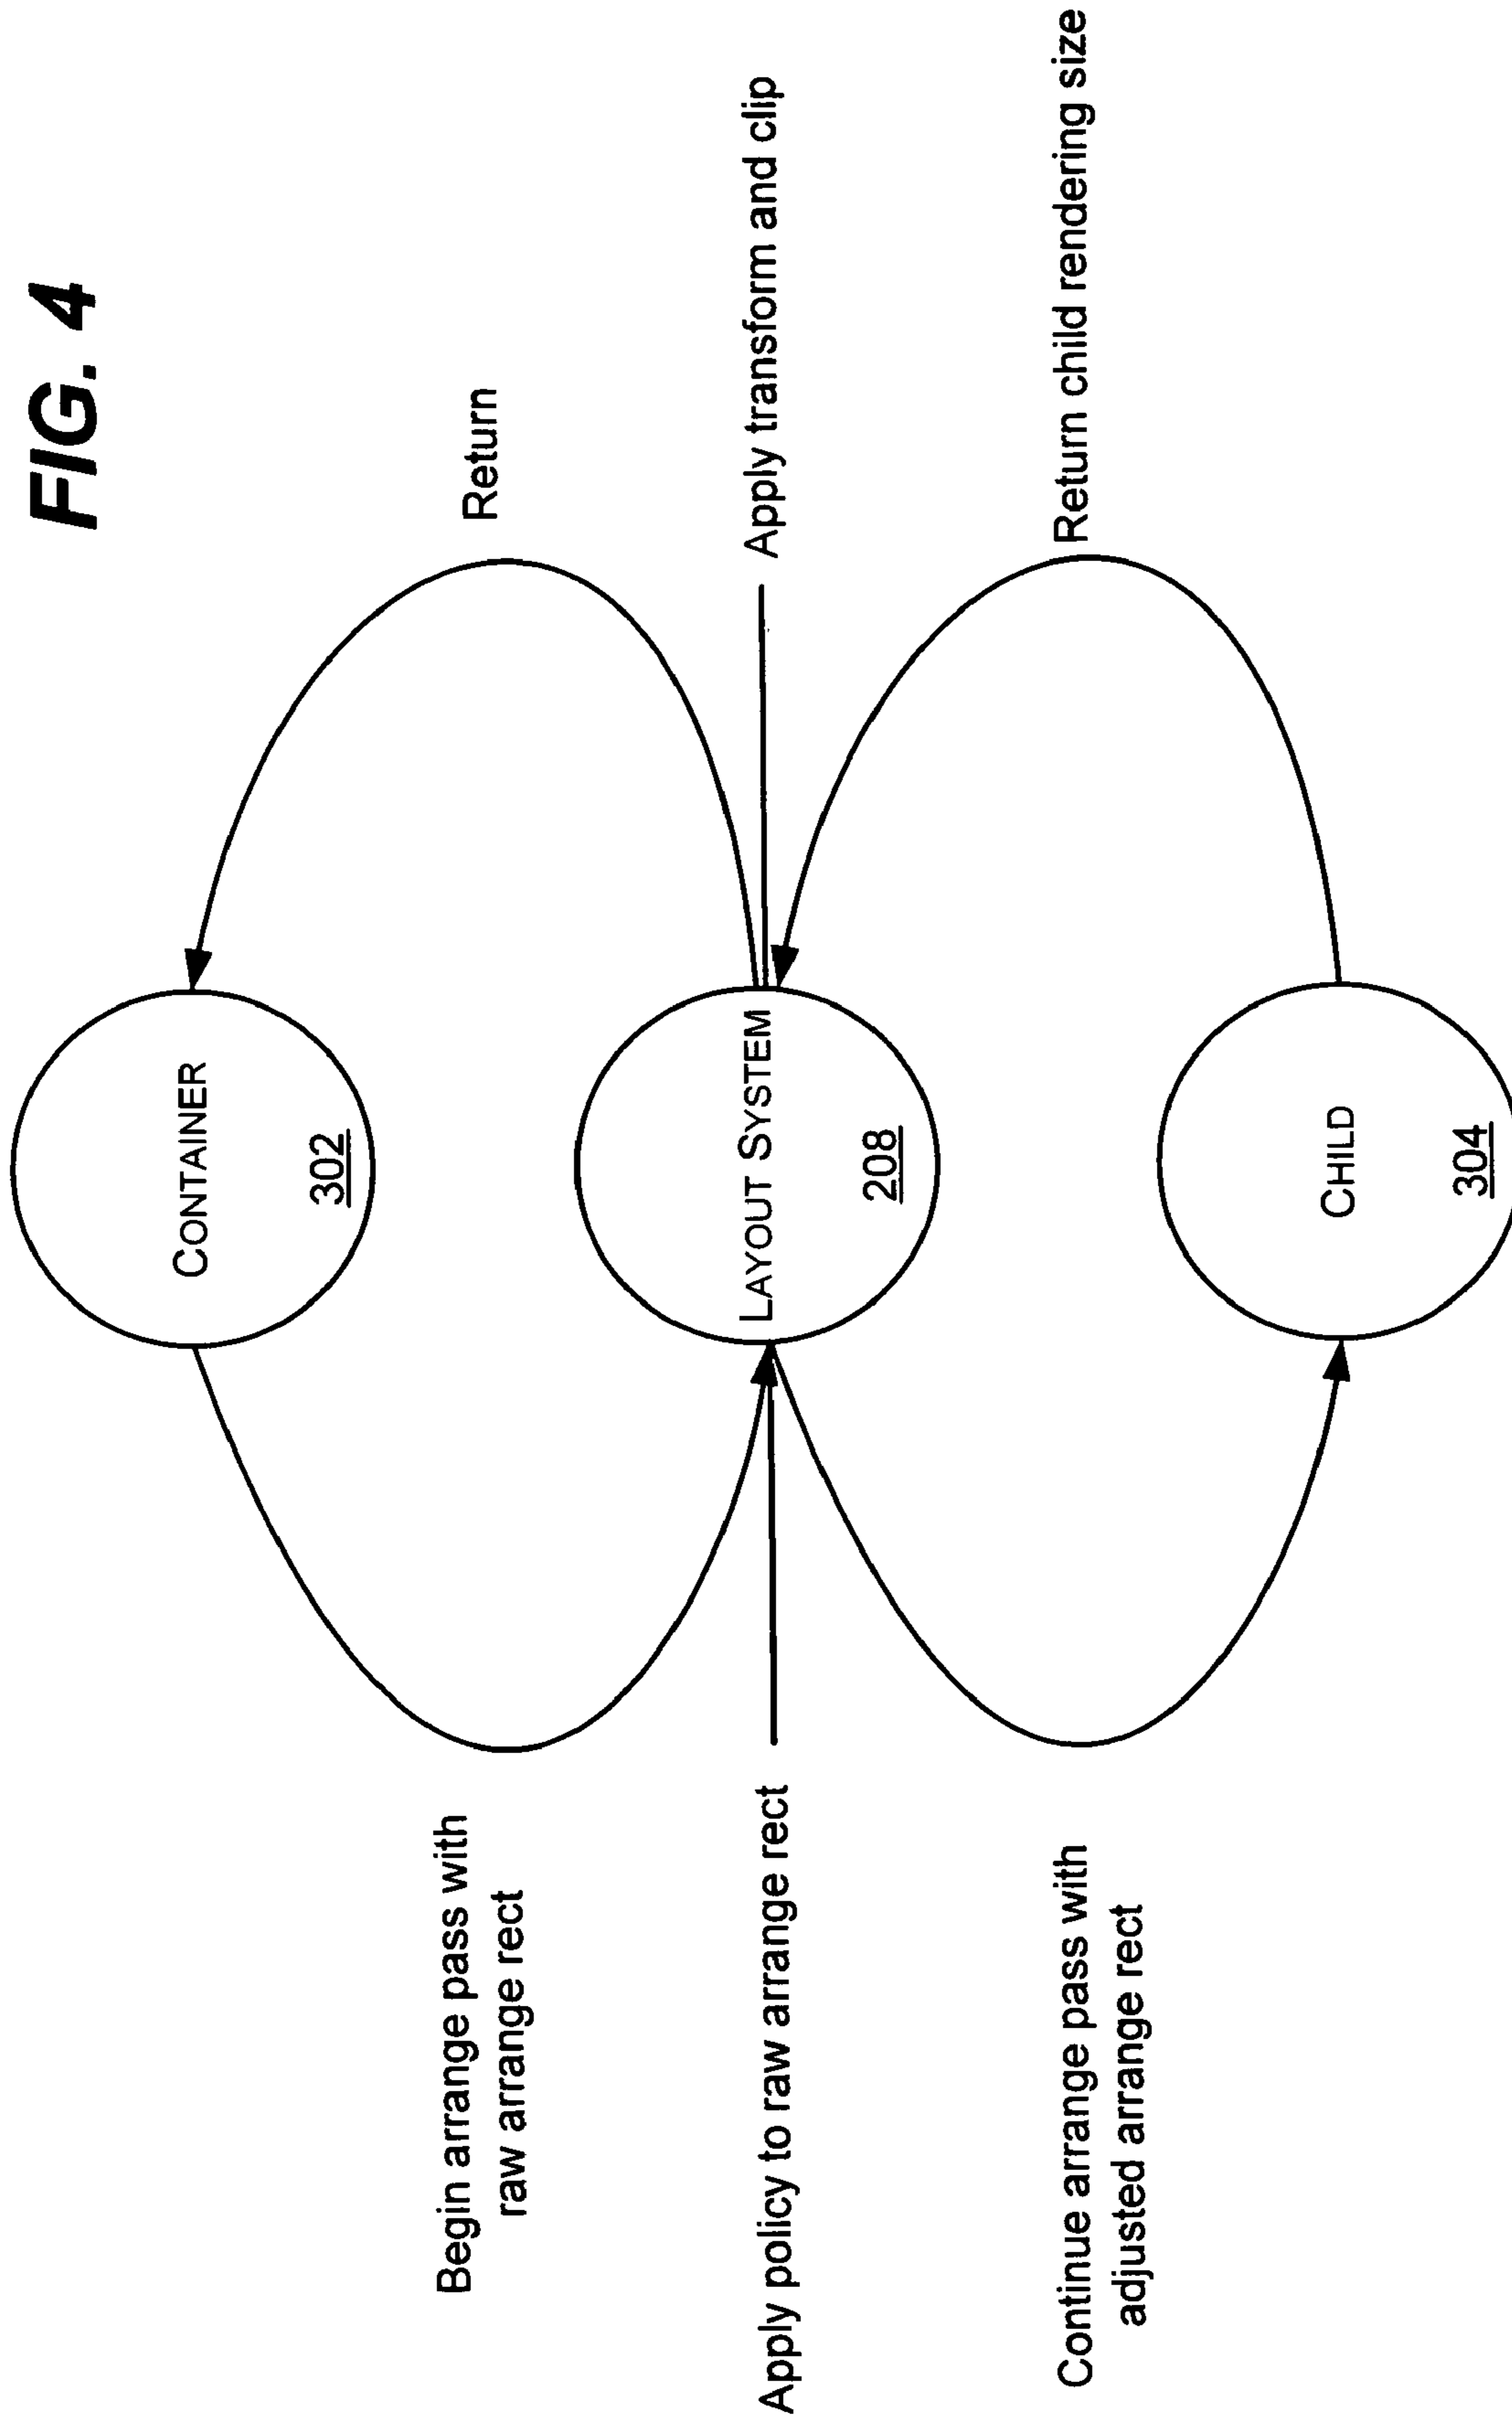 FIG. 4
CONTAINER
302
Begin arrange pass with
raw arrange rect
Return
LAYOUT SYSTEM
208
Apply policy to raw arrange rect
Apply transform and clip
Continue arrange pass with
adjusted arrange rect
Return child rendering size
CHILD
304